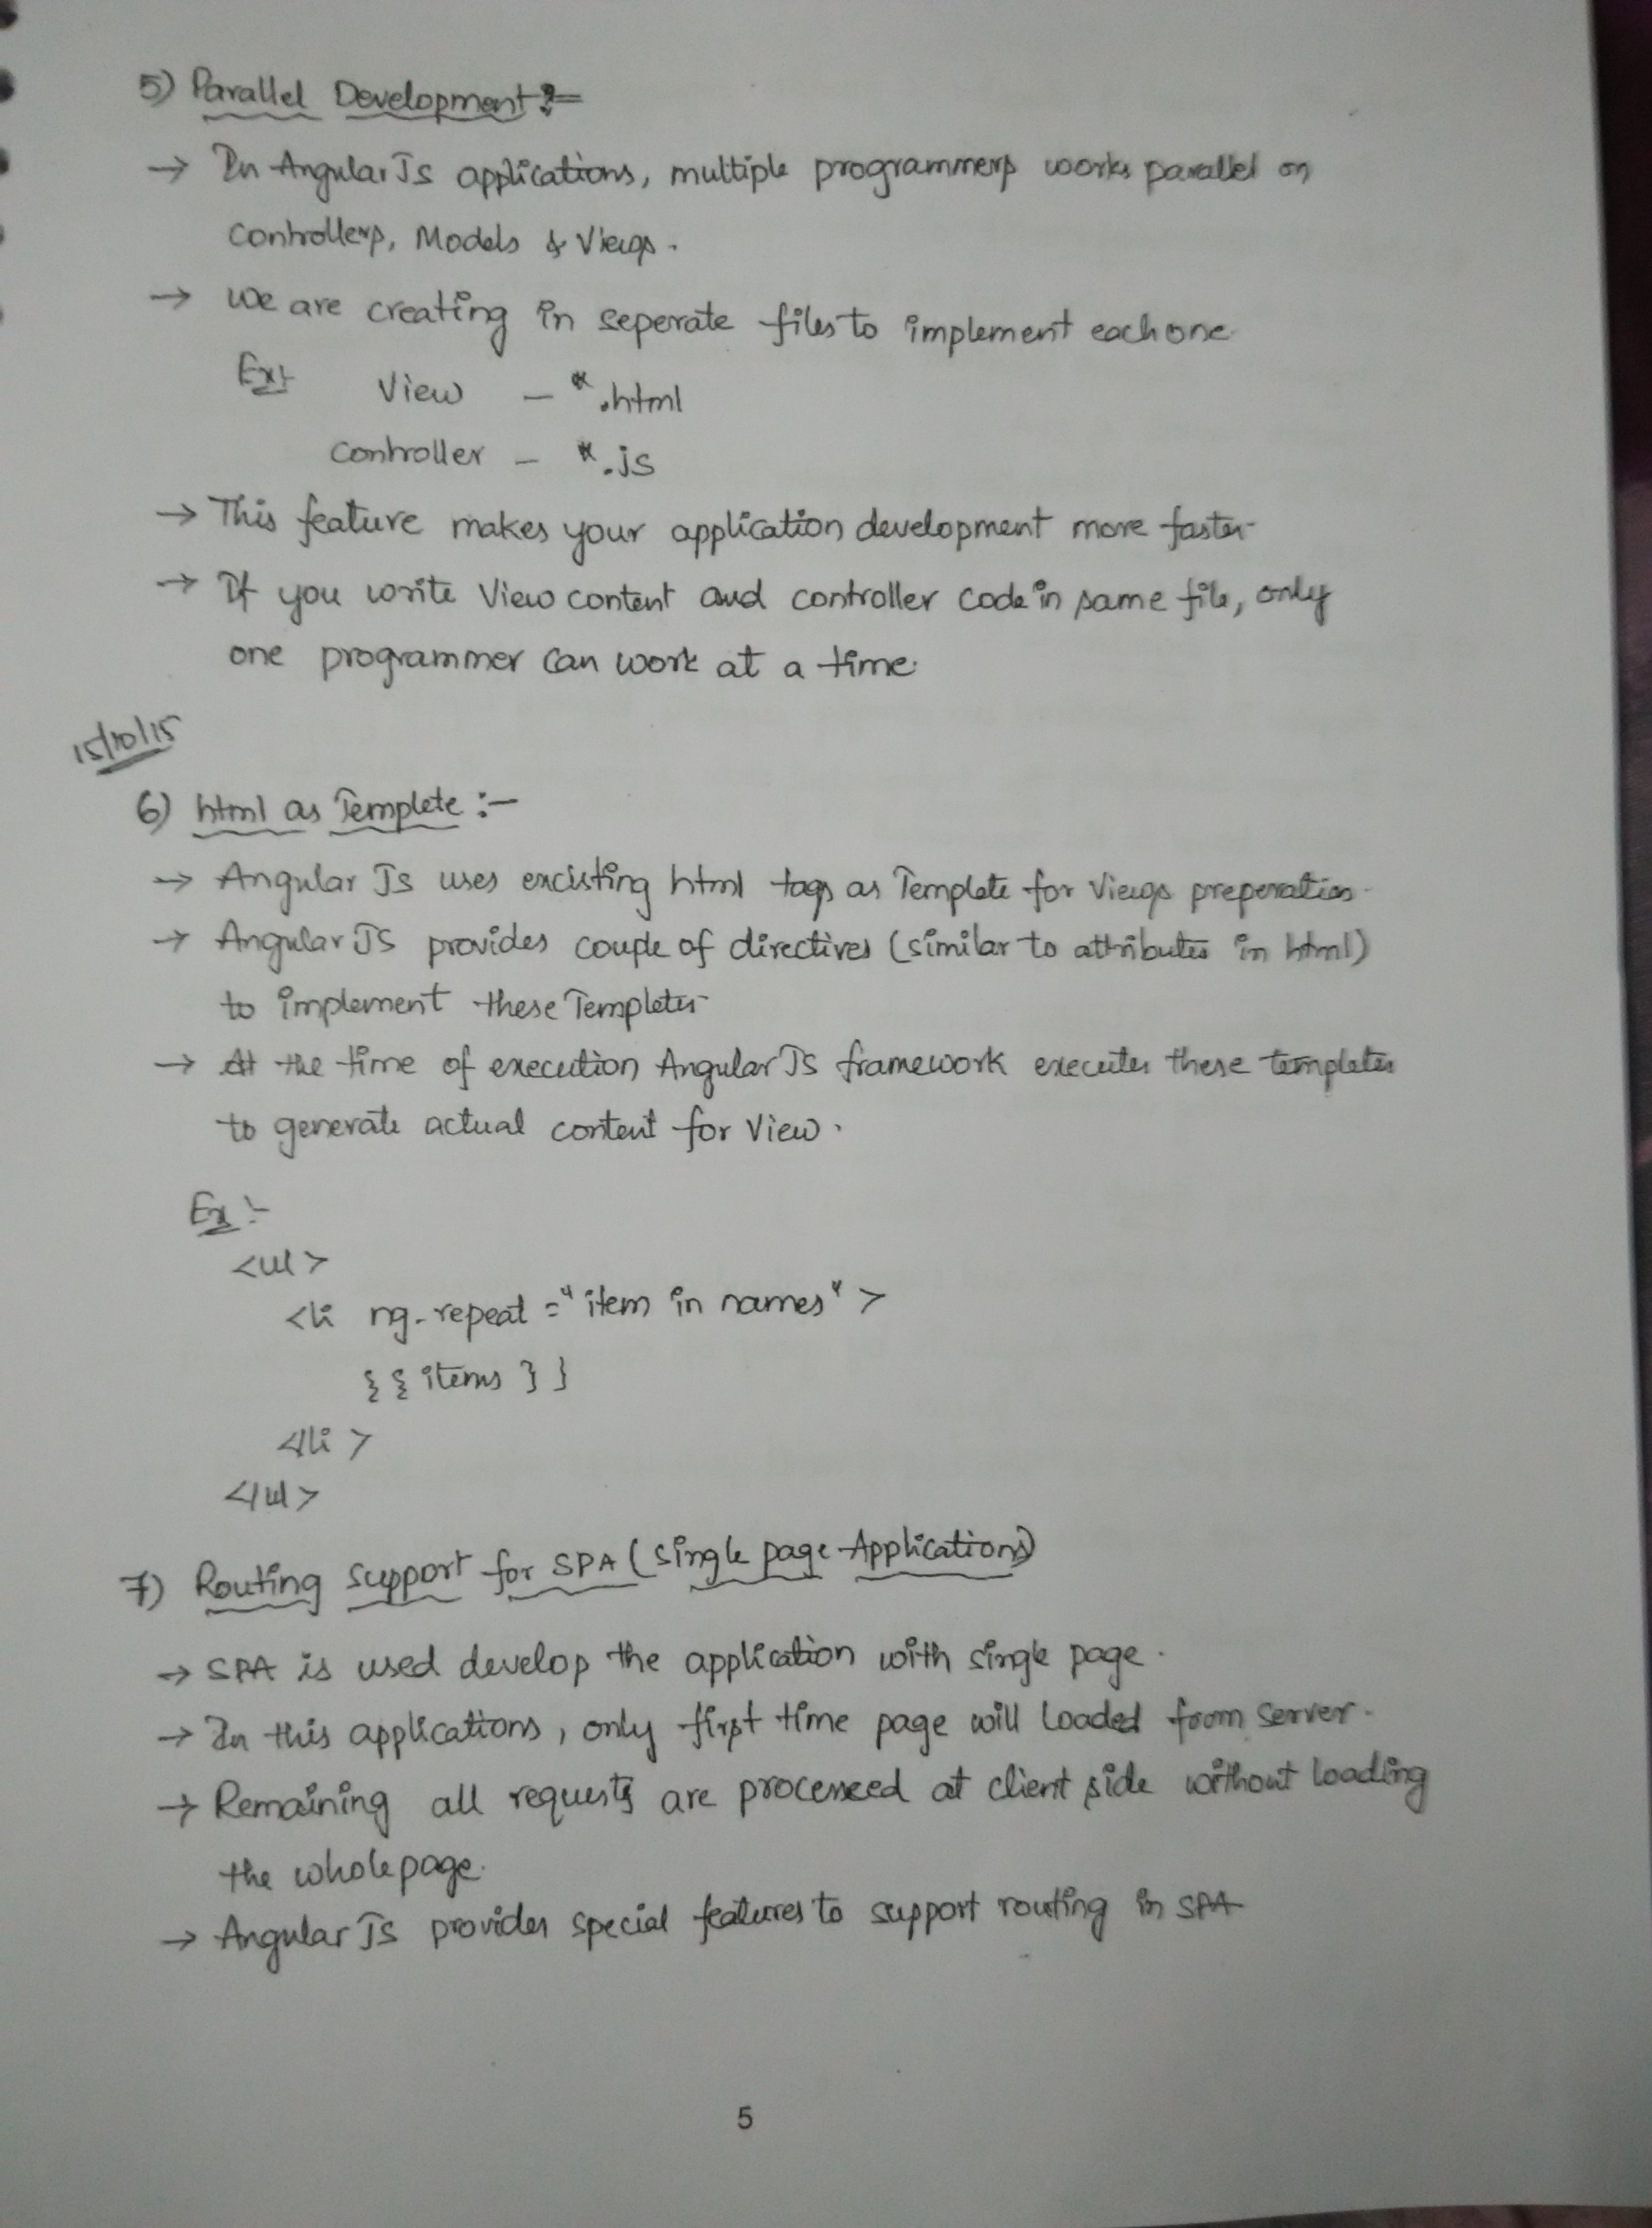 5) Parallel Development :-
→ In Angular Js applications, multiple programmers works parallel on
controllers, Models & Views.
→ we are creating in seperate files to implement each one.
Ex:- View - *.html
controller - *.js
→ This feature makes your application development more faster.
→ If you write View content and controller code in same file, only
one programmer can work at a time.
15/10/15
6) html as Templete :-
→ Angular Js uses excisting html tags as Templete for Views preperation.
→ Angular JS provides couple of directives (similar to attributes in html)
to implement these Templetes.
→ At the time of execution Angular JS framework executes these templetes
to generate actual content for View.
Ex :-
<ul>
<li ng-repeat = "item in names" >
{{ items }}
</li>
</ul>
7) Routing support for SPA (single page Applications)
→ SPA is used develop the application with single page.
→ In this applications, only first time page will Loaded from server.
→ Remaining all requests are processed at client side without loading
the whole page.
→ Angular Js provides special features to support routing in SPA
5